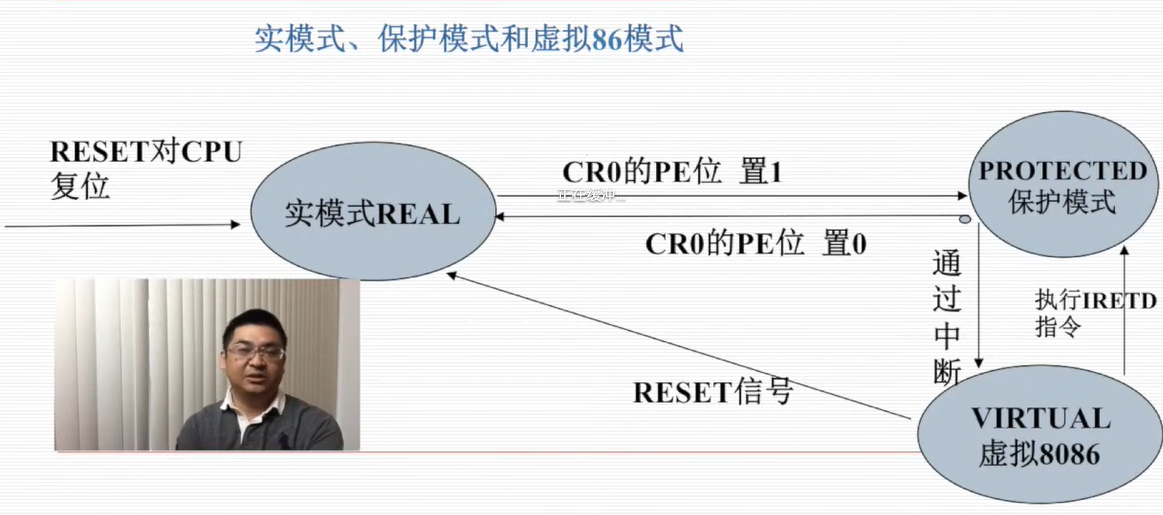 实模式、保护模式和虚拟86模式
RESET对CPU
复位
实模式REAL
CR0的PE位 置1
正在缓冲...
CR0的PE位 置0
PROTECTED
保护模式
通过中断
执行IRETD
指令
RESET信号
VIRTUAL
虚拟8086